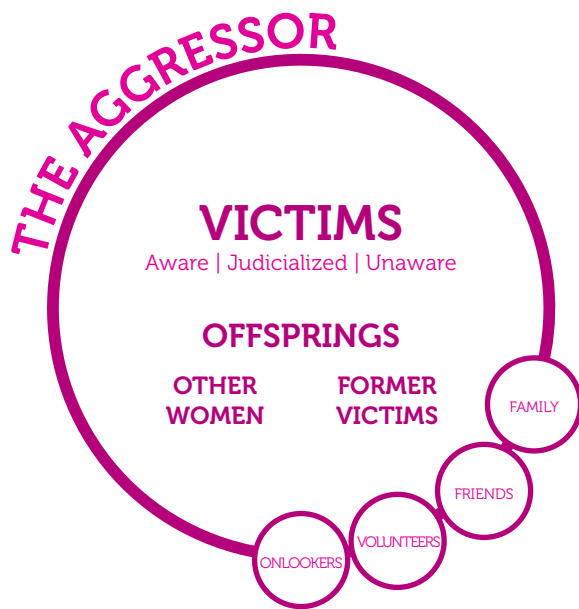 THE AGGRESSOR
VICTIMS
Aware | Judicialized | Unaware
OFFSPRINGS
OTHER
WOMEN
FORMER
VICTIMS
FAMILY
FRIENDS
VOLUNTEERS
ONLOOKERS